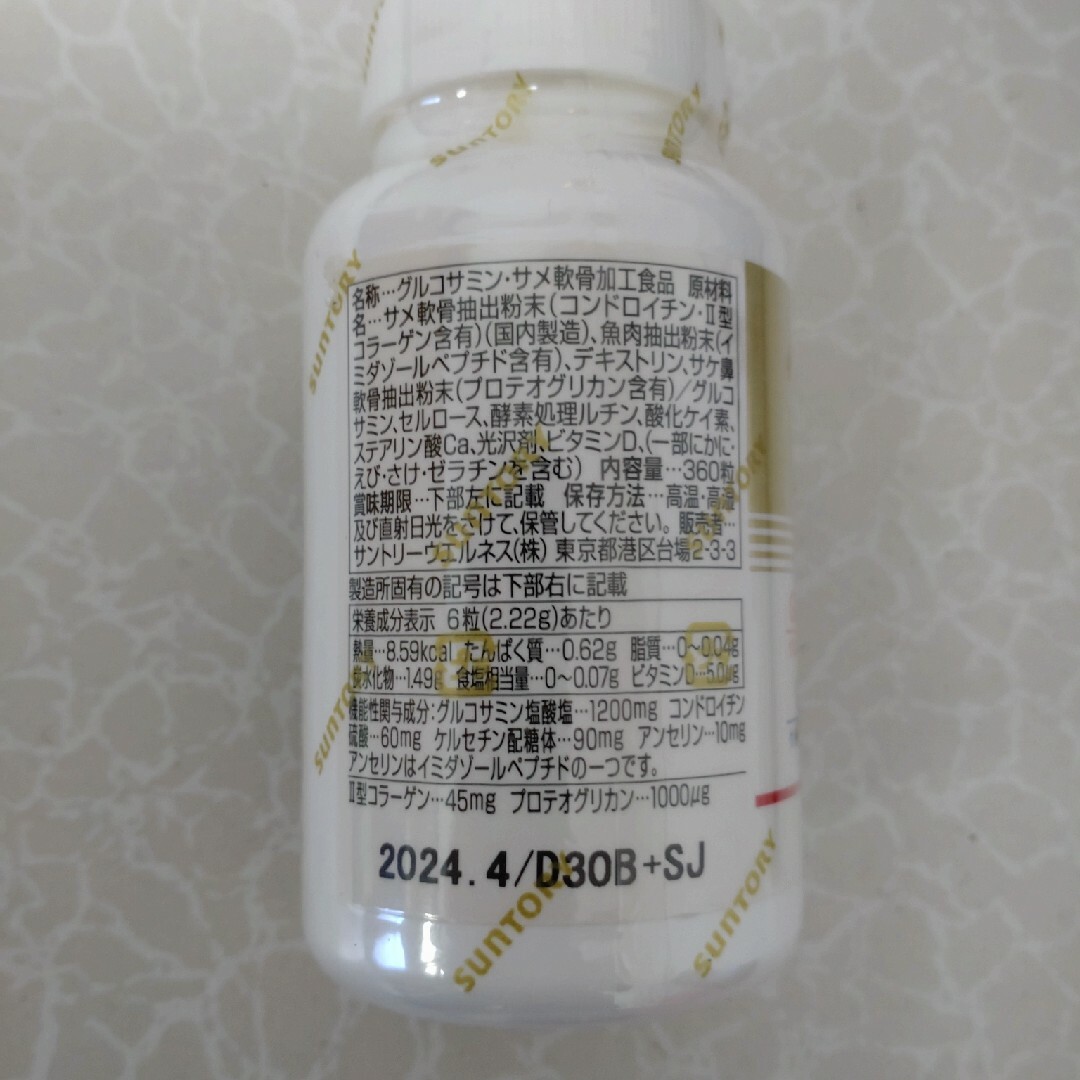 SUNTORY
SUNTORY
SUNTORY
名称…グルコサミン・サメ軟骨加工食品 原材料
名…サメ軟骨抽出粉末(コンドロイチン・Ⅱ型
コラーゲン含有)(国内製造)、魚肉抽出粉末(イ
ミダゾールペプチド含有)、デキストリン、サケ鼻
軟骨抽出粉末(プロテオグリカン含有)/グルコ
サミン、セルロース、酵素処理ルチン、酸化ケイ素、
ステアリン酸Ca、光沢剤、ビタミンD、(一部にかに・
えび・さけ・ゼラチンを含む) 内容量…360粒
賞味期限…下部左に記載 保存方法…高温・高湿
及び直射日光をさけて、保管してください。 販売者…
サントリーウエルネス(株) 東京都港区台場2-3-3
製造所固有の記号は下部右に記載
栄養成分表示 6粒(2.22g)あたり
熱量…8.59kcal たんぱく質…0.62g 脂質…0〜0.04g
炭水化物…1.49g 食塩相当量…0〜0.07g ビタミンD…5.0μg
機能性関与成分:グルコサミン塩酸塩…1200mg コンドロイチン
硫酸…60mg ケルセチン配糖体…90mg アンセリン…10mg
アンセリンはイミダゾールペプチドの一つです。
Ⅱ型コラーゲン…45mg プロテオグリカン…1000μg
2024.4/D30B+SJ
SUNTORY
SUNTORY
SUNTORY
SUNTORY